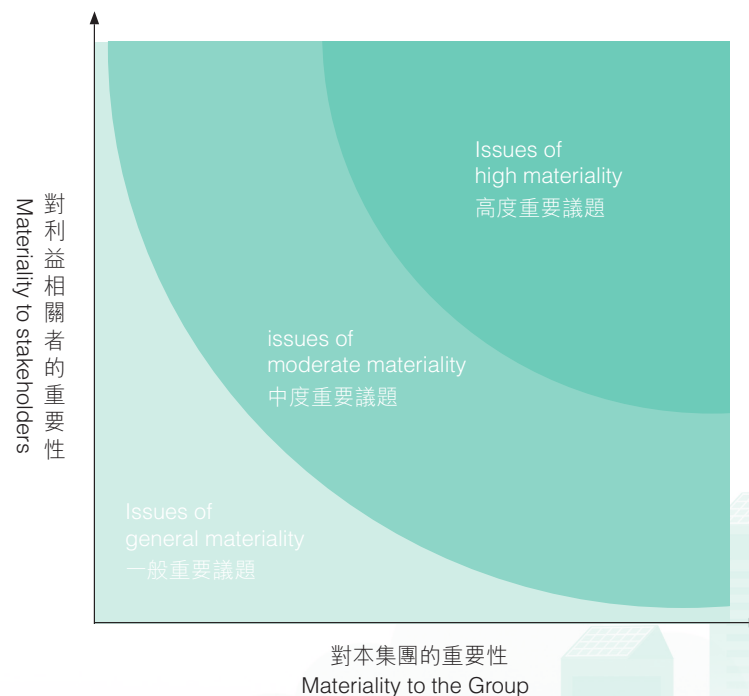 Issues of
high materiality
高度重要議題
對利益相關者的重要性
Materiality to stakeholders
issues of
moderate materiality
中度重要議題
Issues of
general materiality
一般重要議題
對本集團的重要性
Materiality to the Group